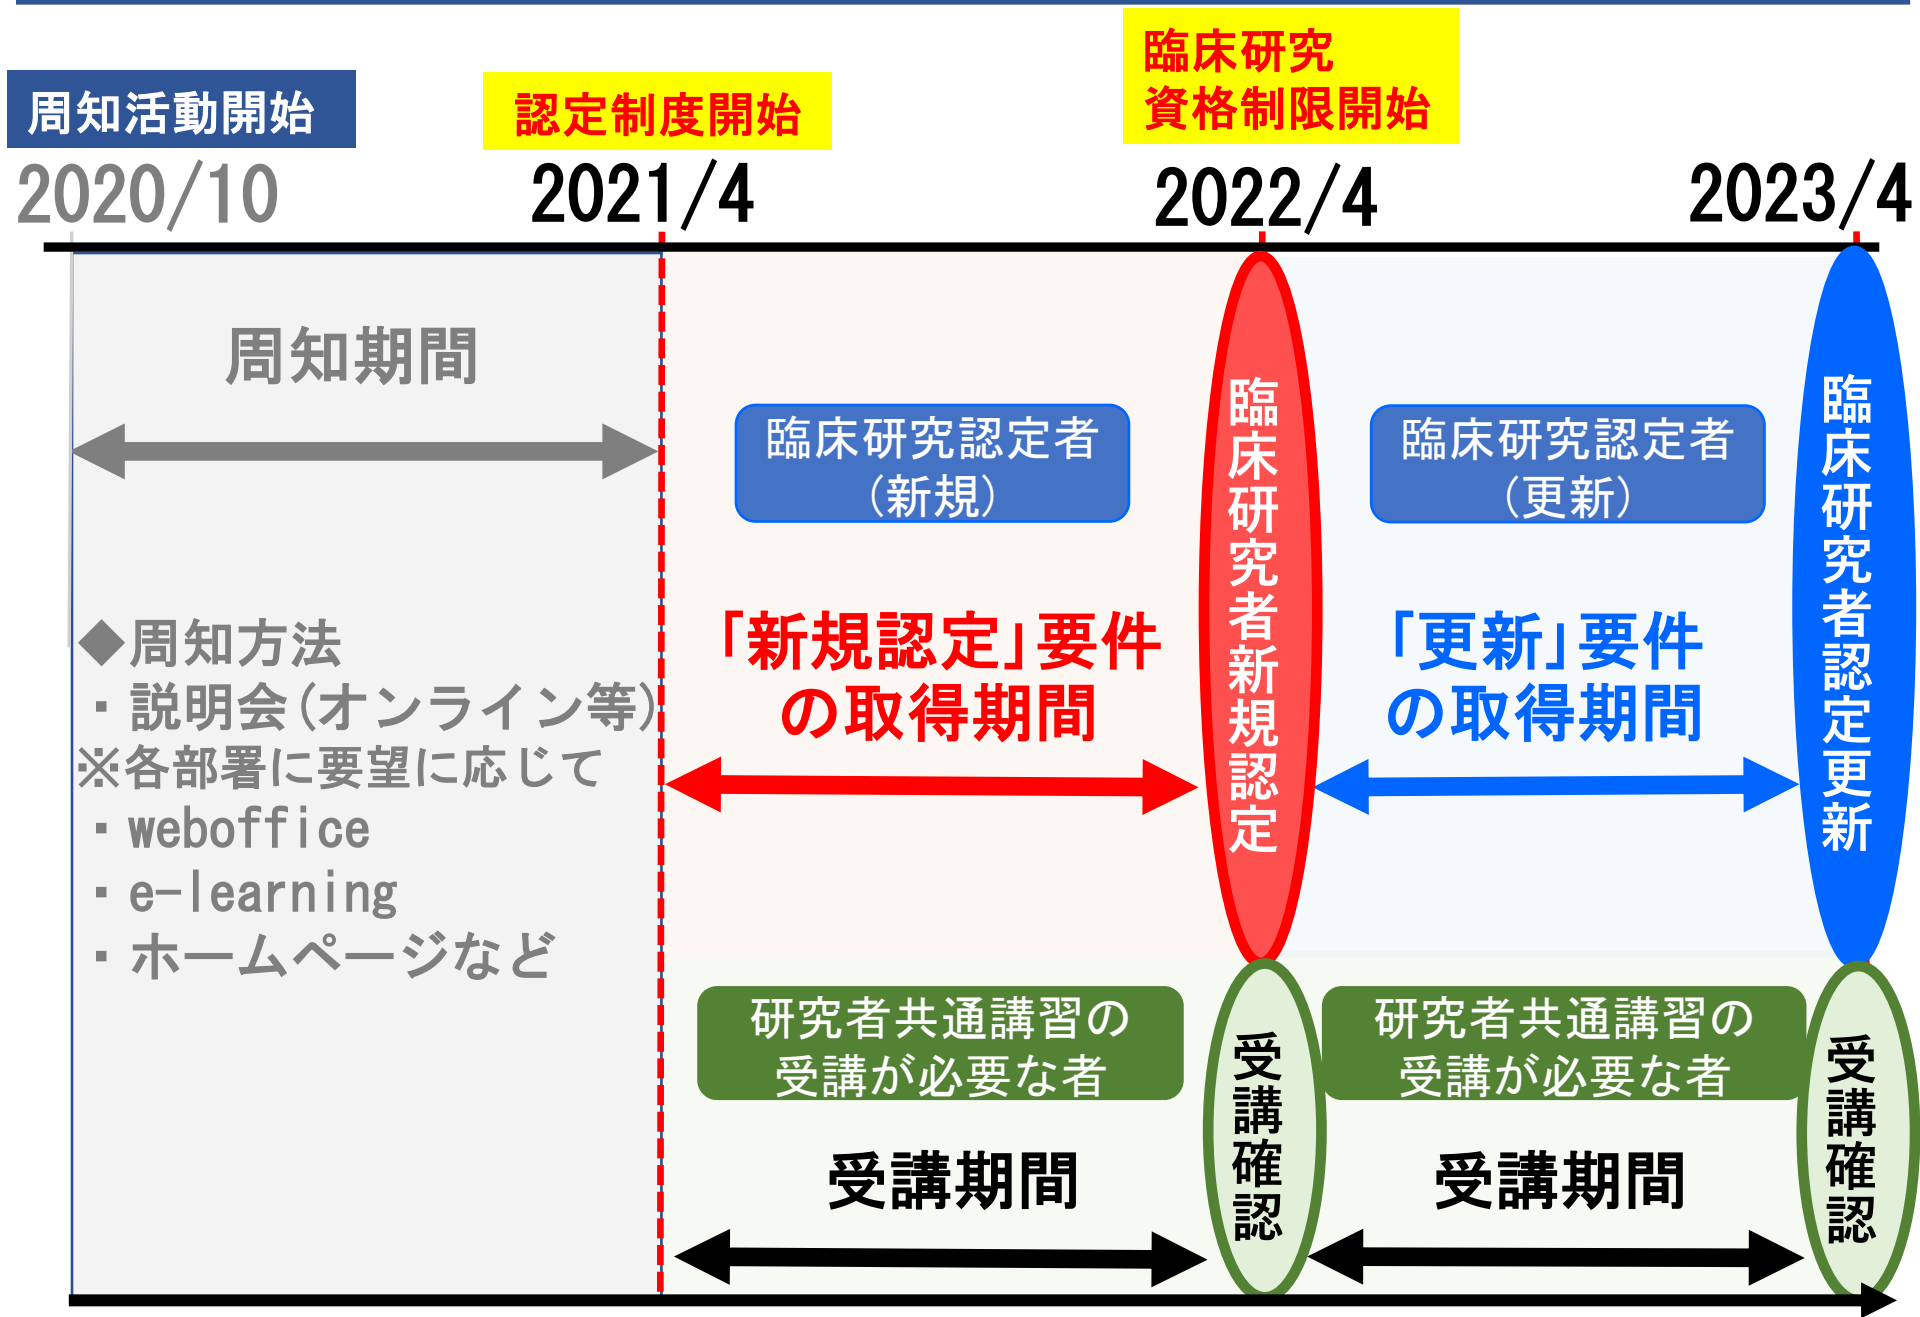 周知活動開始
認定制度開始
臨床研究
資格制限開始
2020/10
2021/4
2022/4
2023/4
周知期間
◆周知方法
・説明会(オンライン等)
※各部署に要望に応じて
・weboffice
・e-learning
・ホームページなど
臨床研究認定者
(新規)
「新規認定」要件
の取得期間
臨床研究者新規認定
臨床研究認定者
(更新)
「更新」要件
の取得期間
臨床研究者認定更新
研究者共通講習の
受講が必要な者
受講期間
受講確認
研究者共通講習の
受講が必要な者
受講期間
受講確認